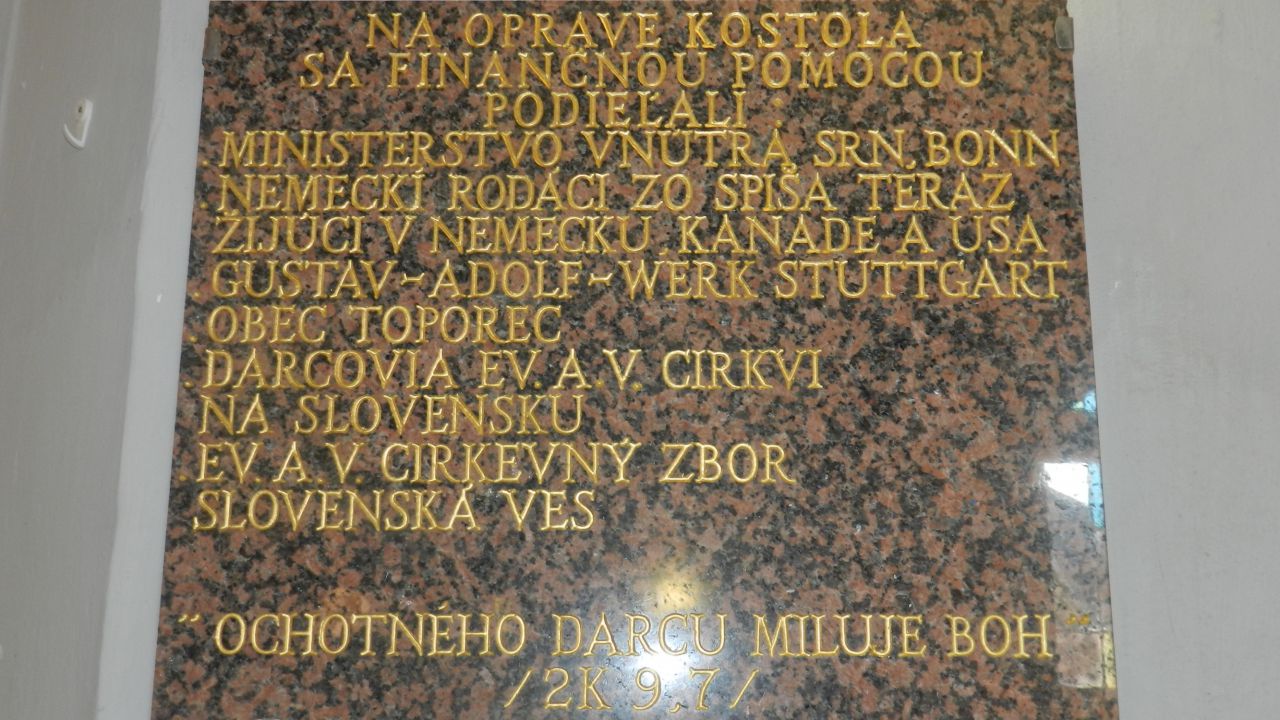 NA OPRAVE KOSTOLA
SA FINANČNOU POMOCOU
PODIEĽALI :
. MINISTERSTVO VNÚTRA, SRN, BONN
. NEMECKÍ RODÁCI ZO SPIŠA TERAZ
ŽIJÚCI V NEMECKU, KANADE A USA
. GUSTAV-ADOLF-WERK STUTTGART
. OBEC TOPOREC
. DARCOVIA EV. A.V. CIRKVI
NA SLOVENSKU
. EV. A.V. CIRKEVNÝ ZBOR
SLOVENSKÁ VES
"OCHOTNÉHO DARCU MILUJE BOH"
/2K 9,7/